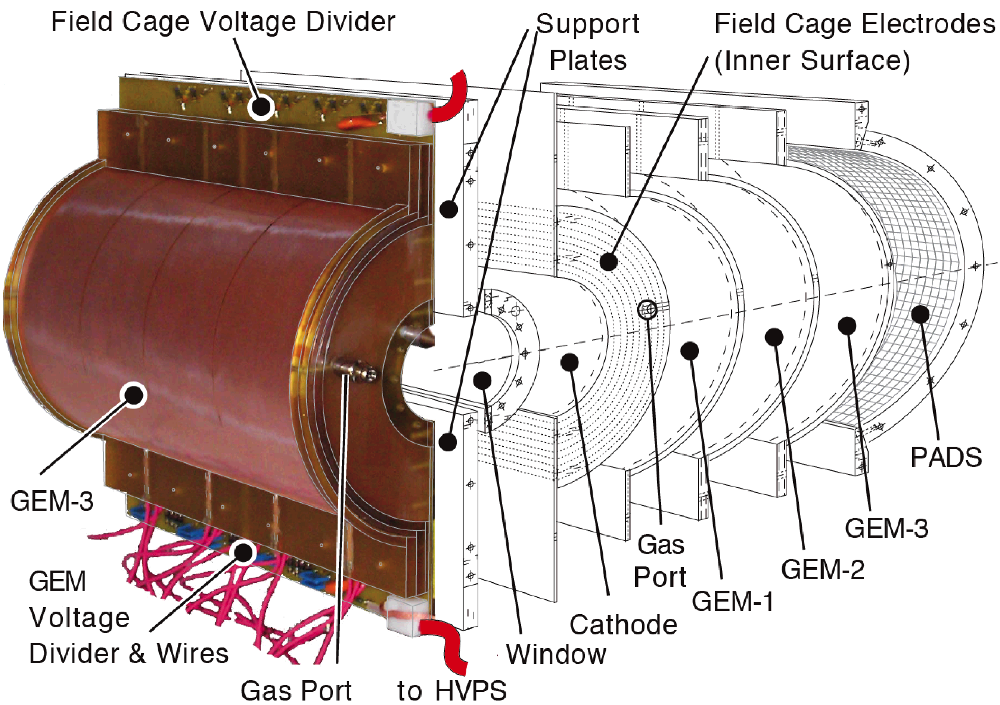 Field Cage Voltage Divider
Support
Plates
Field Cage Electrodes
(Inner Surface)
GEM-3
GEM
Voltage
Divider & Wires
Gas Port
to HVPS
Window
Cathode
Gas
Port
GEM-1
GEM-2
GEM-3
PADS